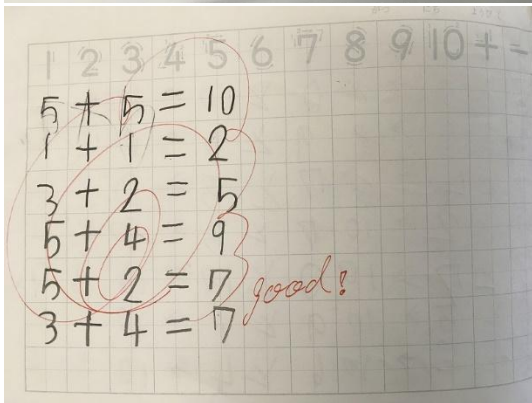 1 2 3 4 5 6 7 8 9 10 + =
5 + 5 = 10
1 + 1 = 2
3 + 2 = 5
5 + 4 = 9
5 + 2 = 7
3 + 4 = 7
good!